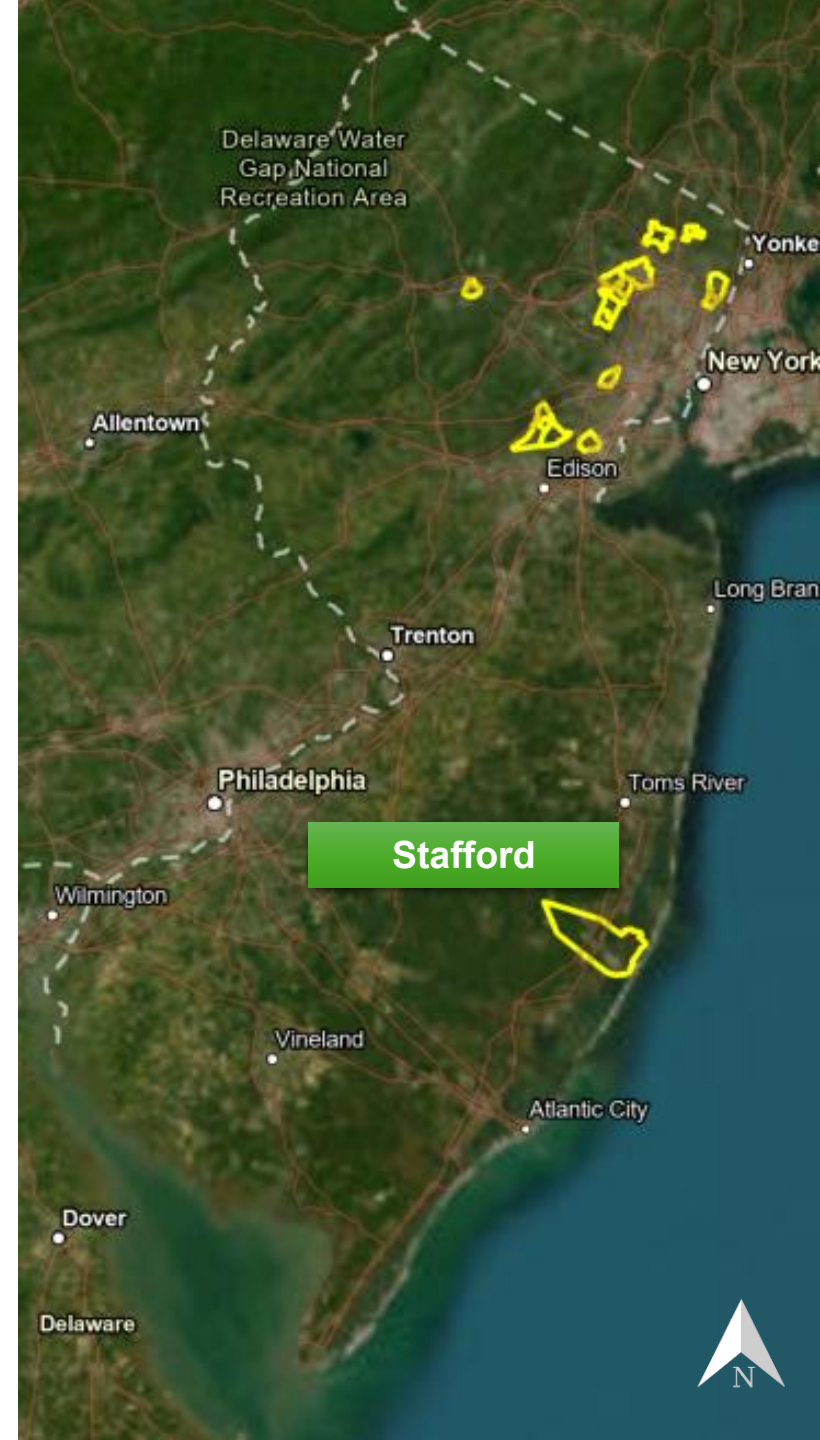 Delaware Water
Gap National
Recreation Area
Yonke
New York
Allentown
Edison
Long Bran
Trenton
Philadelphia
Toms River
Stafford
Wilmington
Vineland
Atlantic City
Dover
Delaware
N